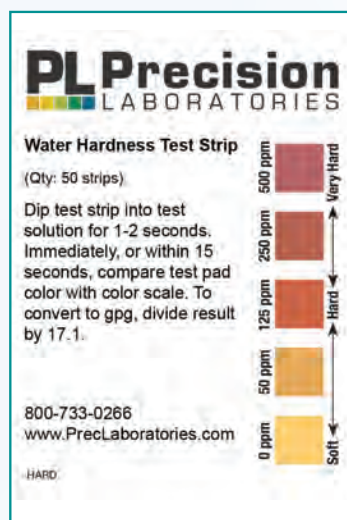 PL Precision
LABORATORIES
Water Hardness Test Strip
(Qty: 50 strips)
Dip test strip into test
solution for 1-2 seconds.
Immediately, or within 15
seconds, compare test pad
color with color scale. To
convert to gpg, divide result
by 17.1.
800-733-0266
www.PrecLaboratories.com
HARD
500 ppm
250 ppm
125 ppm
50 ppm
0 ppm
Very Hard
Hard
Soft